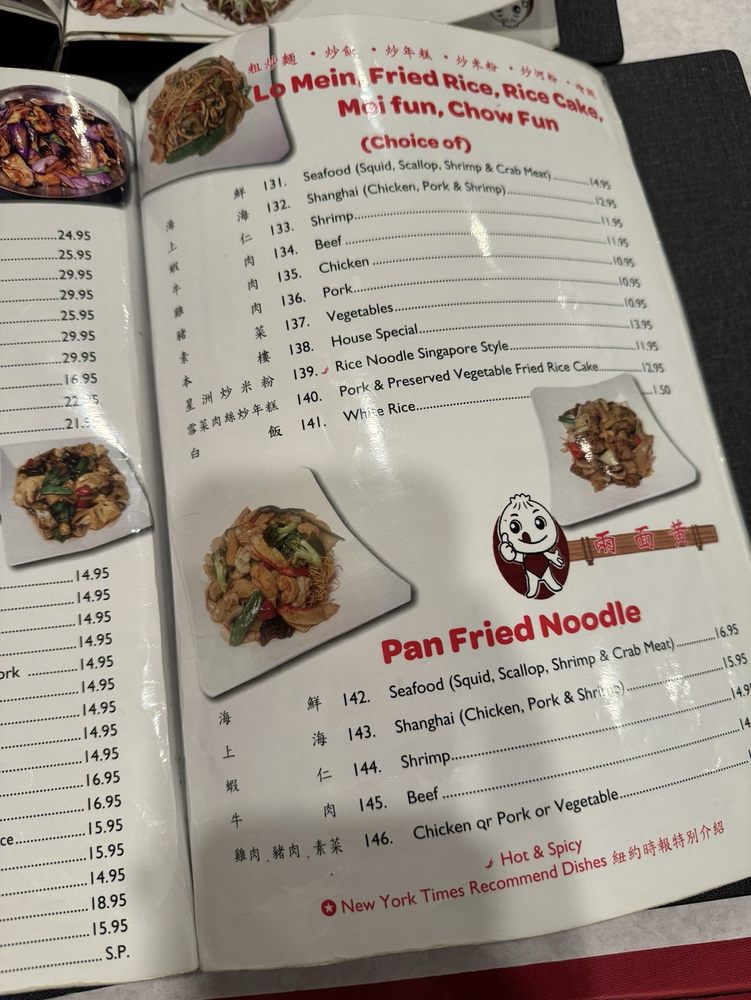 24.95
25.95
29.95
29.95
25.95
29.95
29.95
16.95
14.95
14.95
14.95
14.95
ork 14.95
14.95
14.95
14.95
14.95
16.95
16.95
ce 15.95
15.95
14.95
18.95
15.95
S.P.
粗炒麵 · 炒飯 · 炒年糕 · 炒米粉 · 炒河粉
Lo Mein, Fried Rice, Rice Cake,
Mei fun, Chow Fun
(Choice of)
海鮮 131. Seafood (Squid, Scallop, Shrimp & Crab Meat) 14.95
上海 132. Shanghai (Chicken, Pork & Shrimp) 12.95
蝦仁 133. Shrimp 11.95
牛肉 134. Beef 11.95
雞肉 135. Chicken 10.95
豬肉 136. Pork 10.95
素菜 137. Vegetables 10.95
本樓 138. House Special 13.95
星洲炒米粉 139. Rice Noodle Singapore Style 11.95
雪菜肉絲炒年糕 140. Pork & Preserved Vegetable Fried Rice Cake 12.95
白飯 141. White Rice 1.50
兩面黃
Pan Fried Noodle
海鮮 142. Seafood (Squid, Scallop, Shrimp & Crab Meat) 16.95
上海 143. Shanghai (Chicken, Pork & Shrimp) 15.95
蝦仁 144. Shrimp 14.95
牛肉 145. Beef
雞肉.豬肉.素菜 146. Chicken or Pork or Vegetable
Hot & Spicy
New York Times Recommend Dishes 紐約時報特別介紹